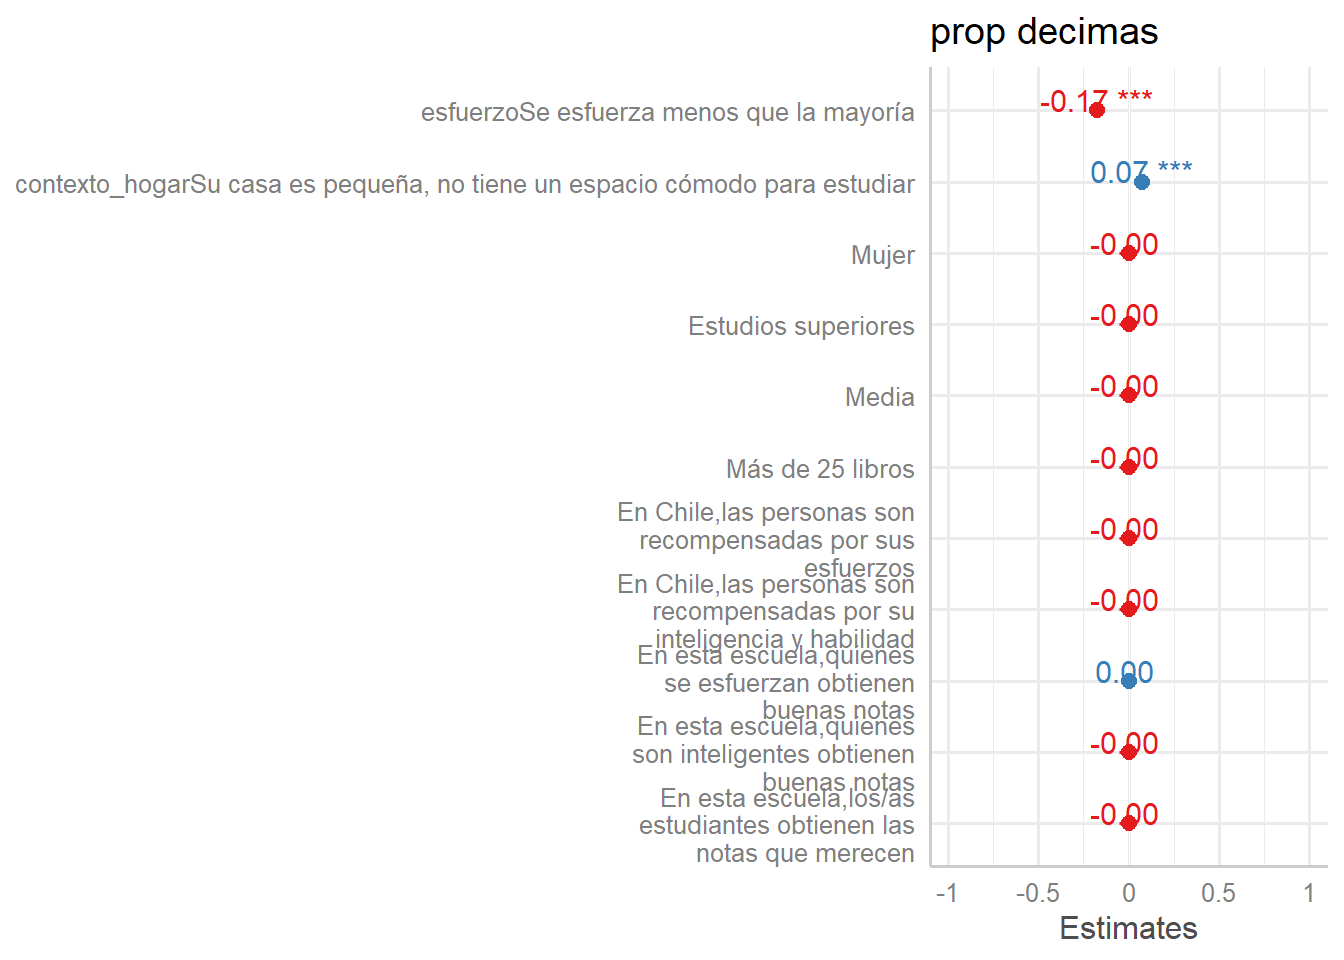 prop decimas
esfuerzoSe esfuerza menos que la mayoría
-0.17 ***
contexto_hogarSu casa es pequeña, no tiene un espacio cómodo para estudiar
0.07 ***
Mujer
-0.00
Estudios superiores
-0.00
Media
-0.00
Más de 25 libros
-0.00
En Chile,las personas son
recompensadas por sus
esfuerzos
-0.00
En Chile,las personas son
recompensadas por su
inteligencia y habilidad
-0.00
En esta escuela,quienes
se esfuerzan obtienen
buenas notas
0.00
En esta escuela,quienes
son inteligentes obtienen
buenas notas
-0.00
En esta escuela,los/as
estudiantes obtienen las
notas que merecen
-0.00
-1 -0.5 0 0.5 1
Estimates